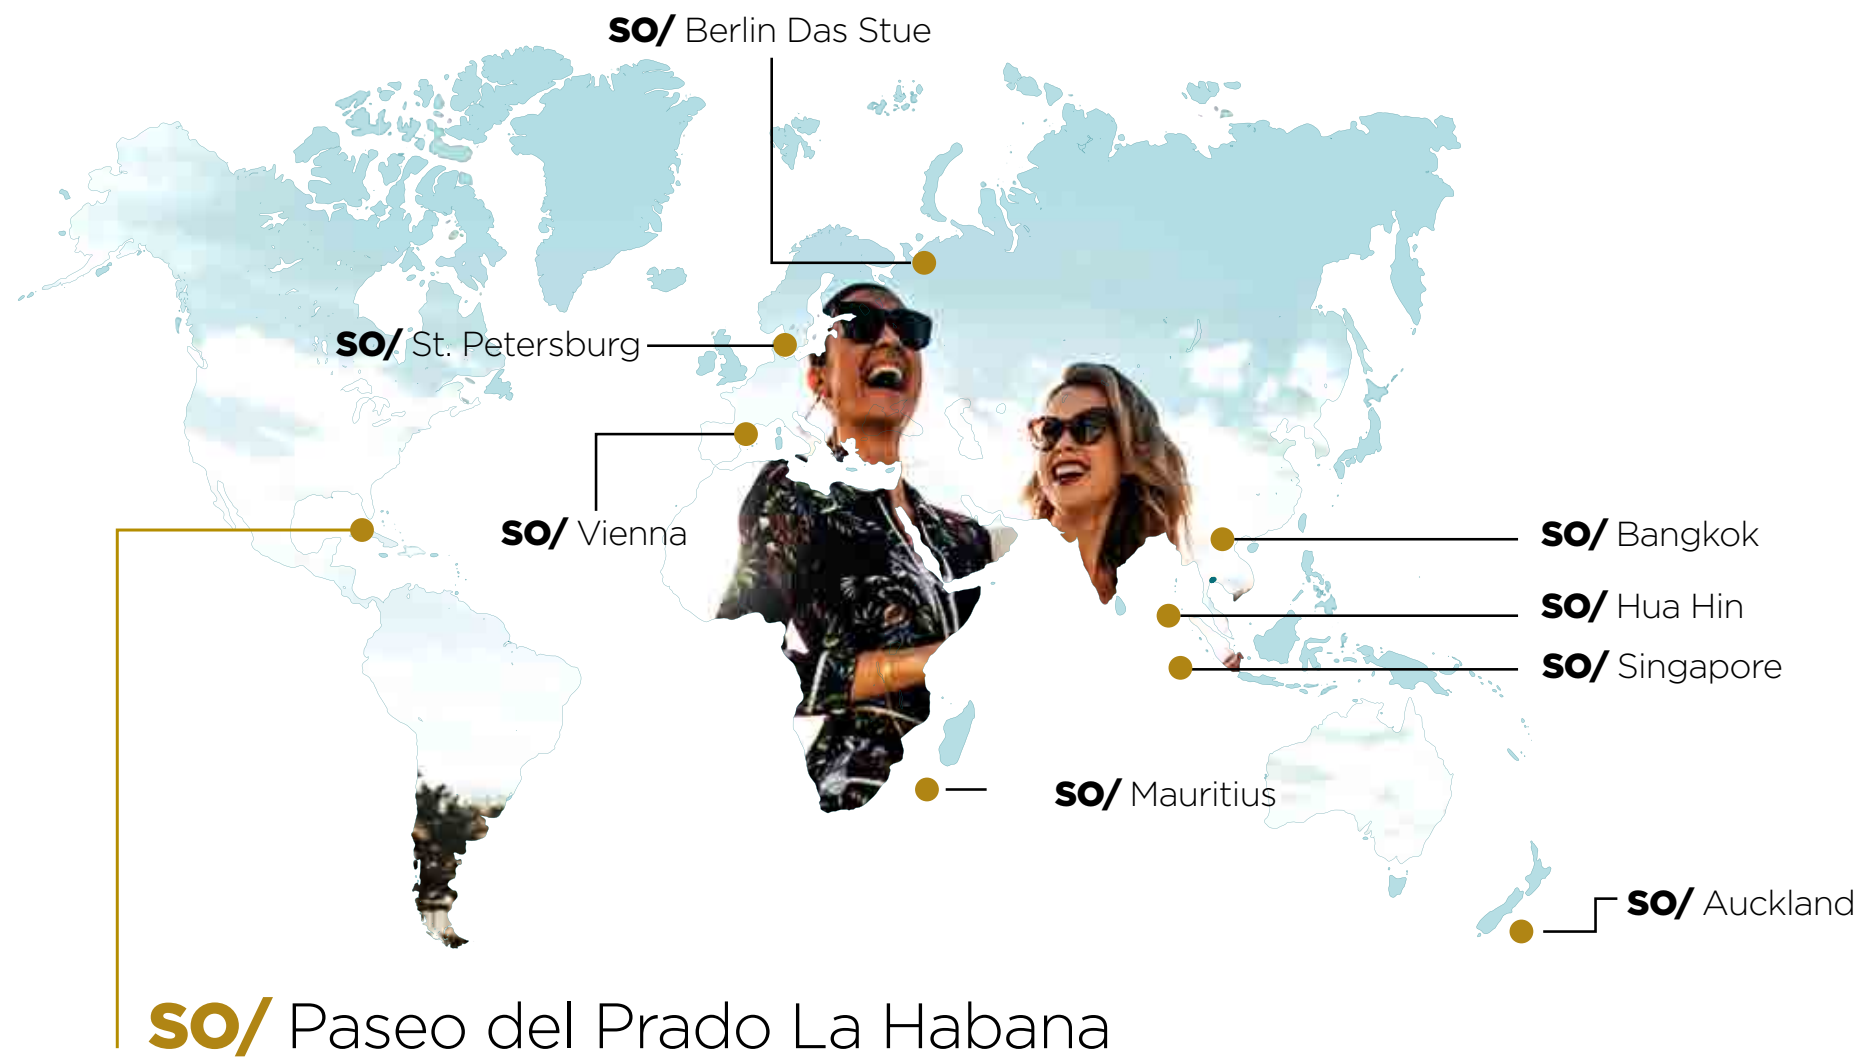 SO/ Berlin Das Stue
SO/ St. Petersburg
SO/ Vienna
SO/ Bangkok
SO/ Hua Hin
SO/ Singapore
SO/ Mauritius
SO/ Auckland
SO/ Paseo del Prado La Habana